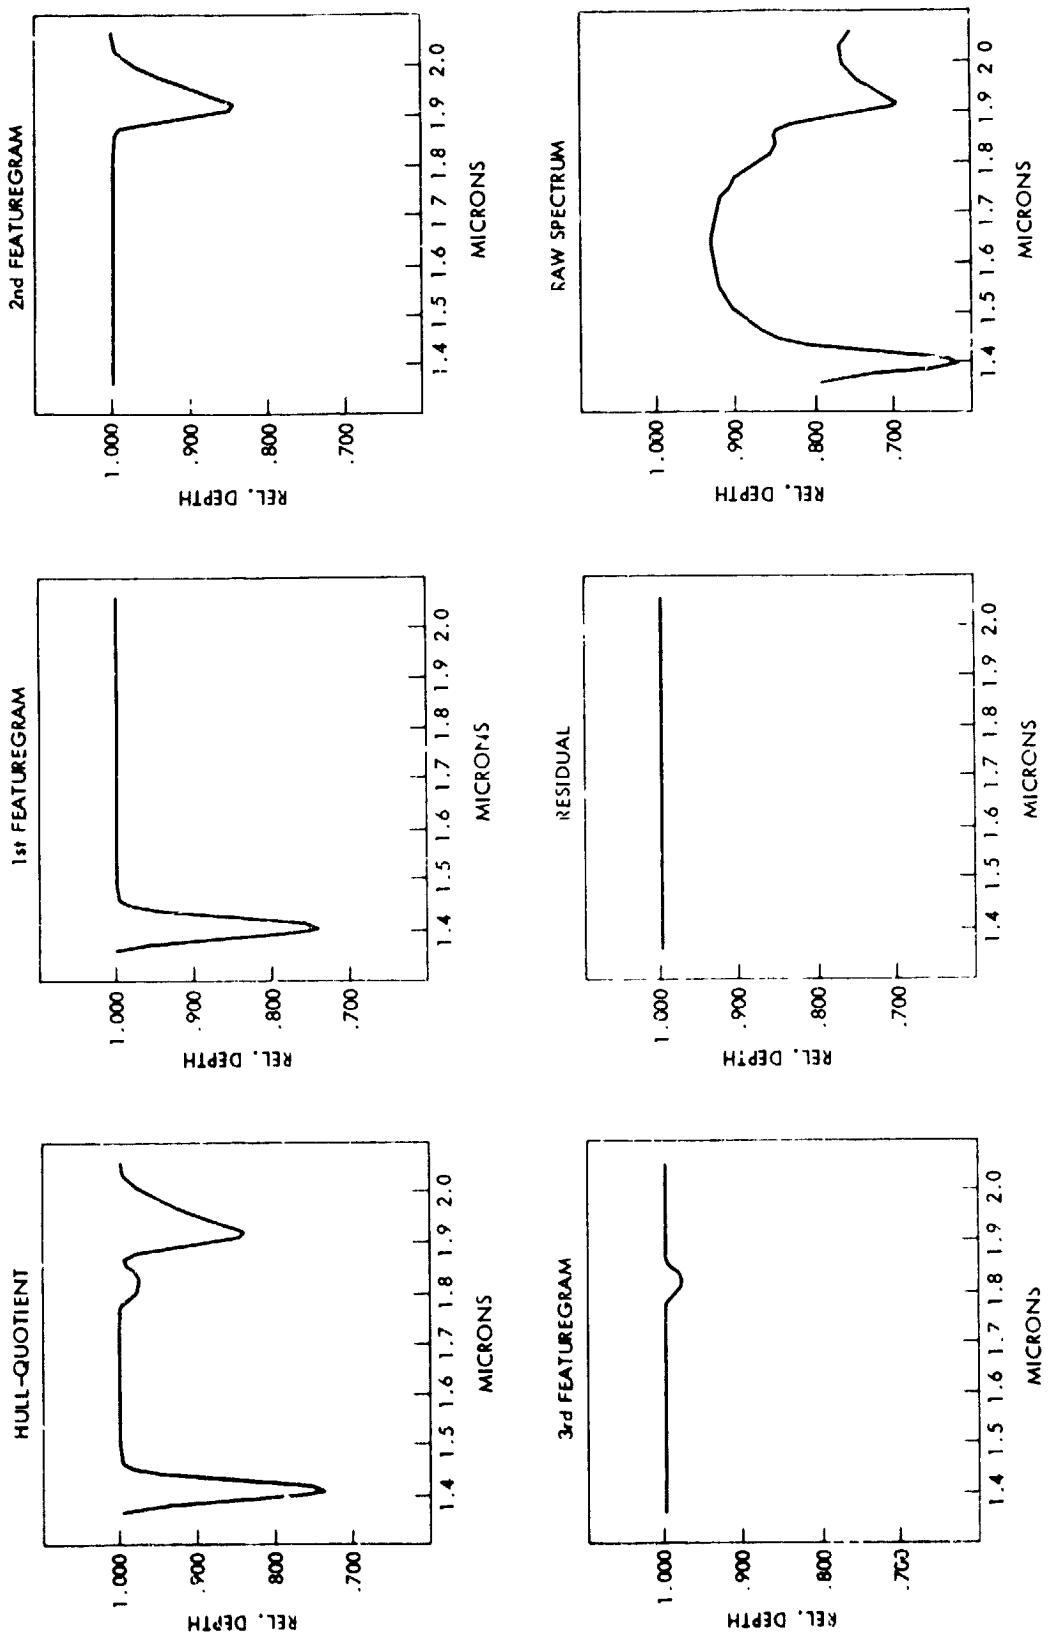 HULL-QUOTIENT
REL. DEPTH
1.000
.900
.800
.700
1.4 1.5 1.6 1.7 1.8 1.9 2.0
MICRONS
1st FEATUREGRAM
REL. DEPTH
1.000
.900
.800
.700
1.4 1.5 1.6 1.7 1.8 1.9 2.0
MICRONS
2nd FEATUREGRAM
REL. DEPTH
1.000
.900
.800
.700
1.4 1.5 1.6 1.7 1.8 1.9 2.0
MICRONS
3rd FEATUREGRAM
REL. DEPTH
1.000
.900
.800
.700
1.4 1.5 1.6 1.7 1.8 1.9 2.0
MICRONS
RESIDUAL
REL. DEPTH
1.000
.900
.800
.700
1.4 1.5 1.6 1.7 1.8 1.9 2.0
MICRONS
RAW SPECTRUM
REL. DEPTH
1.000
.900
.800
.700
1.4 1.5 1.6 1.7 1.8 1.9 2 0
MICRONS